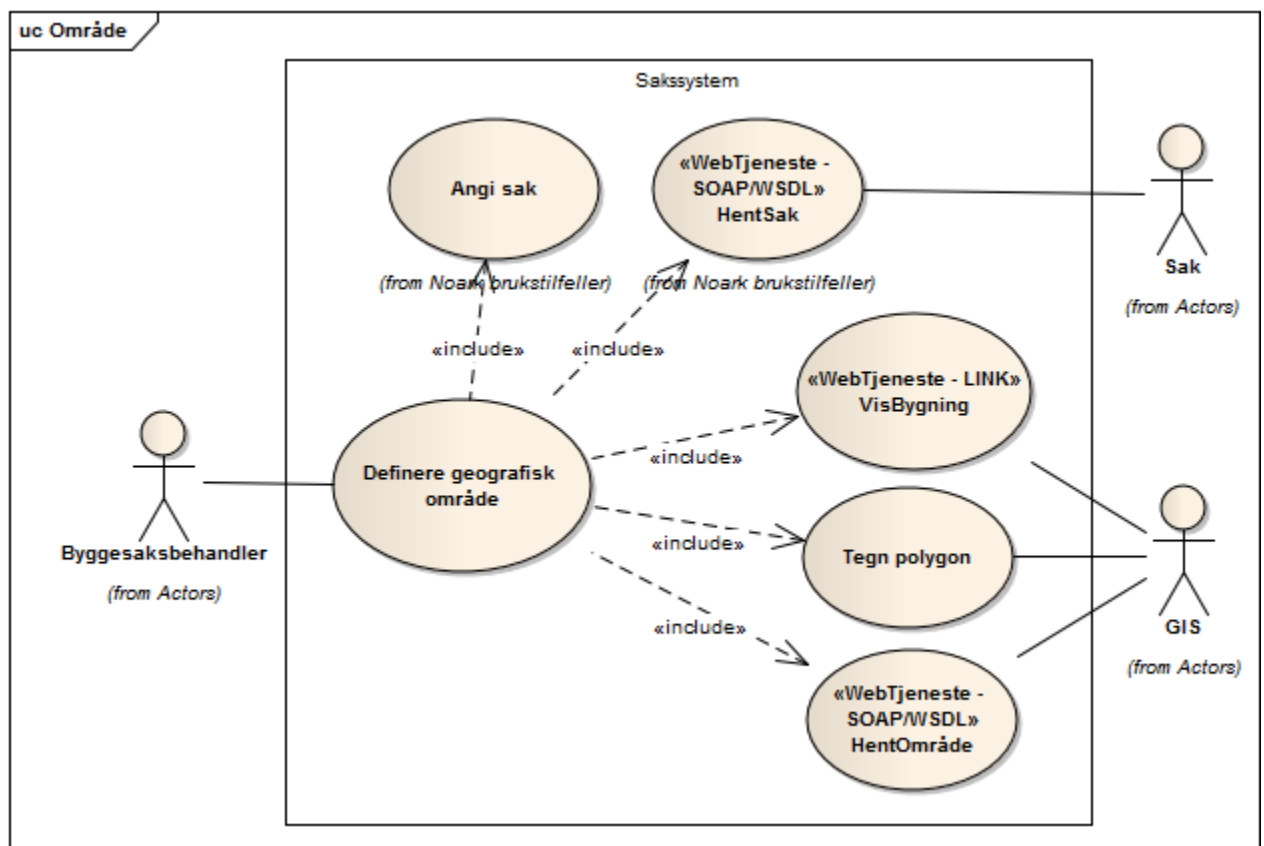 uc Område
Sakssystem
Angi sak
(from Noark brukstilfeller)
«WebTjeneste -
SOAP/WSDL»
HentSak
(from Noark brukstilfeller)
Sak
(from Actors)
«include»
«include»
«WebTjeneste - LINK»
VisBygning
«include»
Definere geografisk
område
Byggesaksbehandler
(from Actors)
«include»
Tegn polygon
GIS
(from Actors)
«include»
«WebTjeneste -
SOAP/WSDL»
HentOmråde